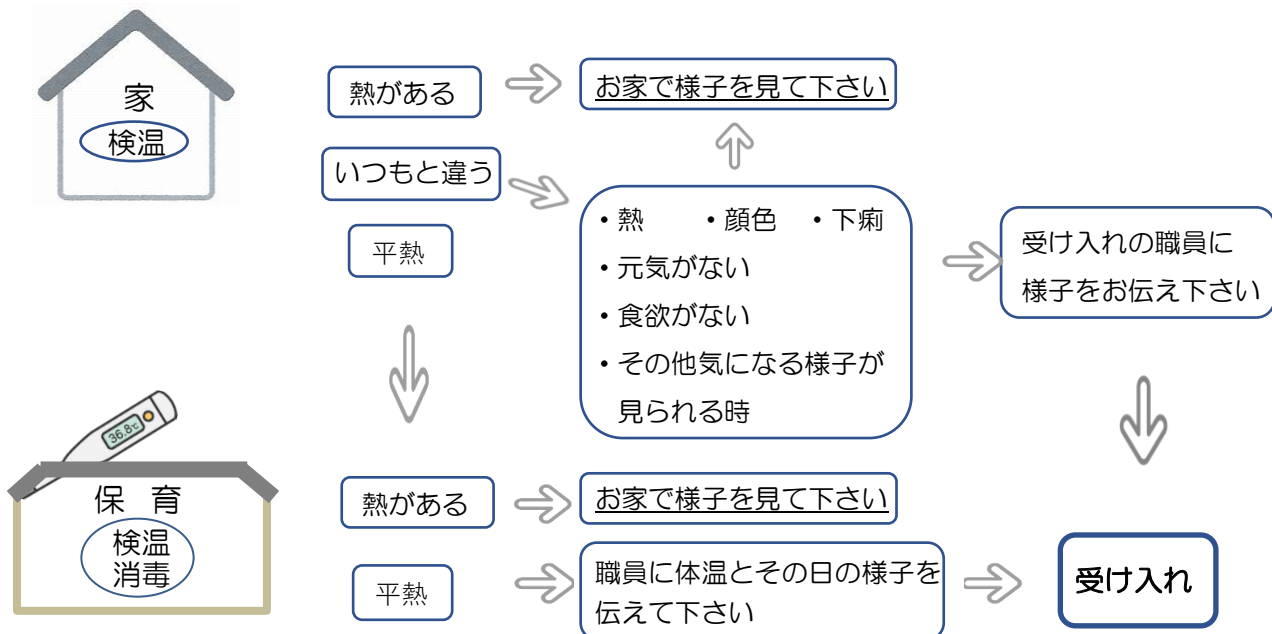 家
検温
熱がある
お家で様子を見て下さい
いつもと違う
平熱
・熱　　・顔色　・下痢
・元気がない
・食欲がない
・その他気になる様子が
見られる時
受け入れの職員に
様子をお伝え下さい
36.8℃
保 育
検温
消毒
熱がある
お家で様子を見て下さい
平熱
職員に体温とその日の様子を
伝えて下さい
受け入れ